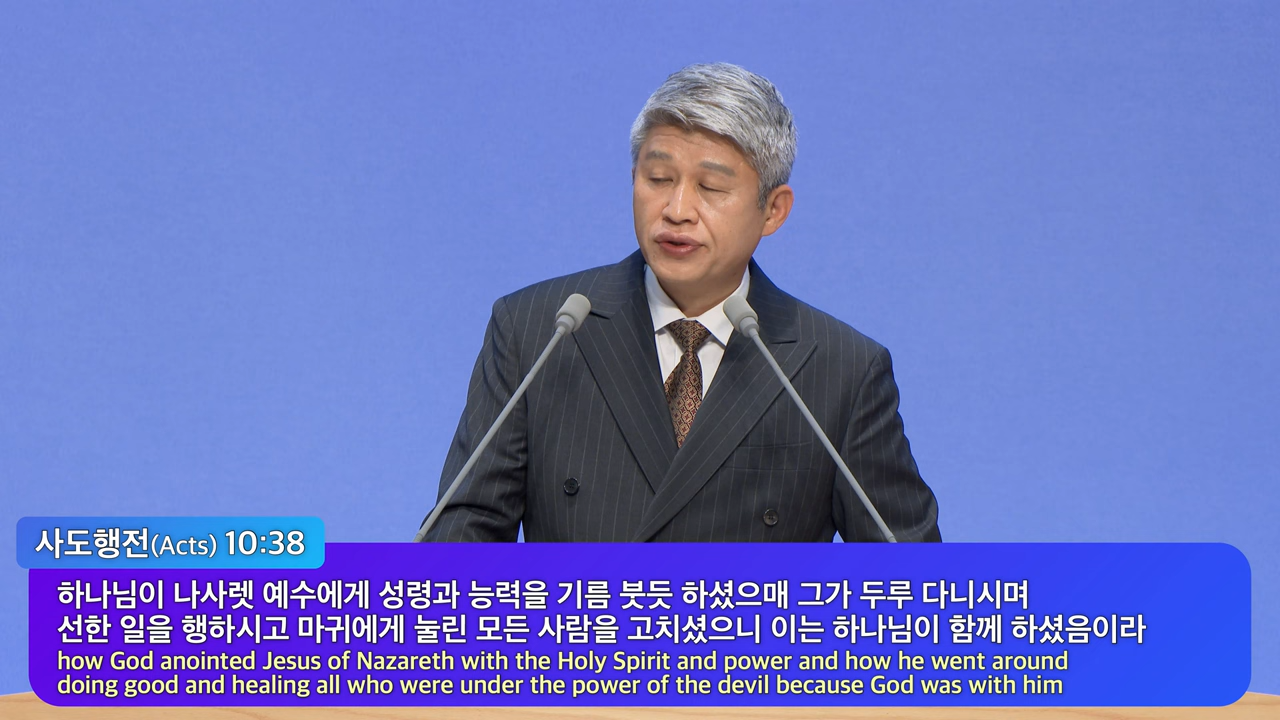 사도행전(Acts) 10:38
하나님이 나사렛 예수에게 성령과 능력을 기름 붓듯 하셨으매 그가 두루 다니시며
선한 일을 행하시고 마귀에게 눌린 모든 사람을 고치셨으니 이는 하나님이 함께 하셨음이라
how God anointed Jesus of Nazareth with the Holy Spirit and power and how he went around
doing good and healing all who were under the power of the devil because God was with him